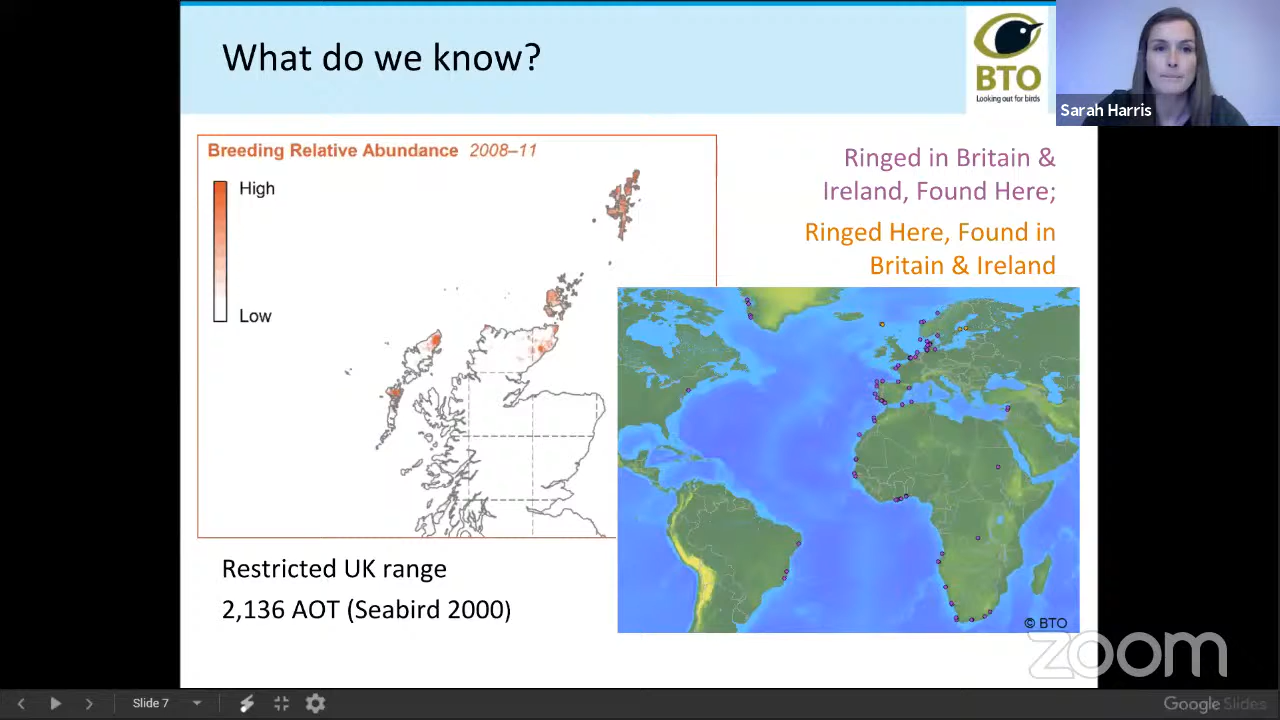 What do we know?
BTO
Looking out for birds
Sarah Harris
Breeding Relative Abundance 2008–11
High
Low
Ringed in Britain &
Ireland, Found Here;
Ringed Here, Found in
Britain & Ireland
© BTO
Restricted UK range
2,136 AOT (Seabird 2000)
zoom
Slide 7
Google Slides